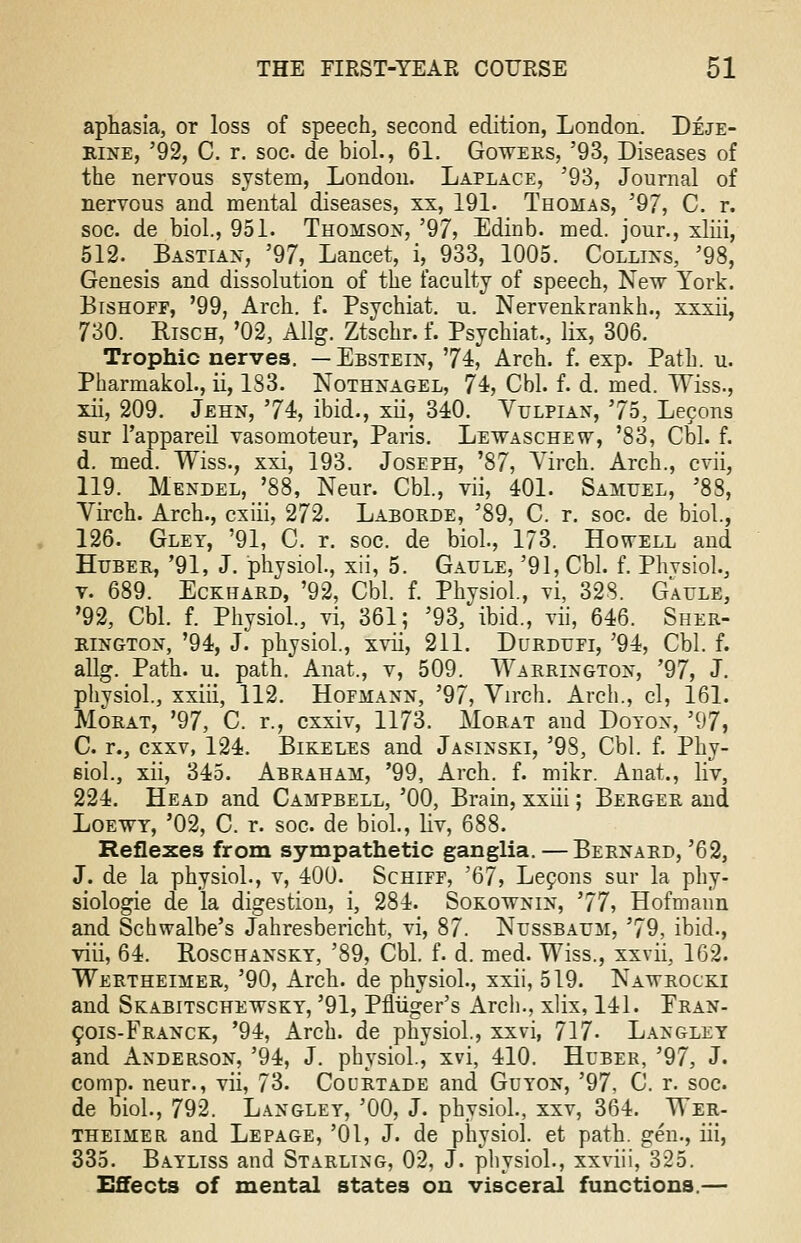 THE FIRST-YEAR COURSE 51
aphasia, or loss of speech, second edition, London. DÉJE-
RINE, '92, C. r. soc. de biol., 61. GOWERS, '93, Diseases of
the nervous system, London. LAPLACE, '93, Journal of
nervous and mental diseases, xx, 191. THOMAS, '97, C. r.
soc. de biol., 951. THOMSON, '97, Edinb. med. jour., xliii,
512. BASTIAN, '97, Lancet, i, 933, 1005. COLLINS, '98,
Genesis and dissolution of the faculty of speech, New York.
BISHOFF, '99, Arch. f. Psychiat. u. Nervenkrankh., xxxii,
730. RISCH, '02, Allg. Ztschr. f. Psychiat., lix, 306.
Trophic nerves. — EBSTEIN, '74, Arch. f. exp. Path. u.
Pharmakol., ii, 183. NOTHNAGEL, 74, Cbl. f. d. med. Wiss.,
xii, 209. JEHN, '74, ibid., xii, 340. VULPIAN, '75, Leçons
sur l'appareil vasomoteur, Paris. LEWASCHEW, '83, Cbl. f.
d. med. Wiss., xxi, 193. JOSEPH, '87, Virch. Arch., cvii,
119. MENDEL, '88, Neur. Cbl., vii, 401. SAMUEL, '88,
Virch. Arch., cxiii, 272. LABORDE, '89, C. r. soc. de biol.,
126. GLEY, '91, C. r. soc. de biol., 173. HOWELL and
HUBER, '91, J. physiol., xii, 5. GAULE, '91, Cbl. f. Physiol.,
v. 689. ECKHARD, '92, Cbl. f. Physiol., vi, 328. GAULE,
'92, Cbl. f. Physiol., vi, 361; '93, ibid., vii, 646. SHER-
RINGTON, '94, J. physiol., xvii, 211. DURDUFI, '94, Cbl. f.
allg. Path. u. path. Anat., v, 509. WARRINGTON, '97, J.
physiol., xxiii, 112. HOFMANN, '97, Virch. Arch., cl, 161.
MORAT, '97, C. r., cxxiv, 1173. MORAT and DOYON, '97,
C. r., cxxv, 124. BIKELES and JASINSKI, '98, Cbl. f. Phy-
siol., xii, 345. ABRAHAM, '99, Arch. f. mikr. Anat., liv,
224. HEAD and CAMPBELL, '00, Brain, xxiii; BERGER and
LOEWY, '02, C. r. soc. de biol., liv, 688.
Reflexes from sympathetic ganglia. — BERNARD, '62,
J. de la physiol., v, 400. SCHIFF, '67, Leçons sur la phy-
siologie de la digestion, i, 284. SOKOWNIN, '77, Hofmann
and Schwalbe's Jahresbericht, vi, 87. NUSSBAUM, '79, ibid.,
viii, 64. ROSCHANSKY, '89, Cbl. f. d. med. Wiss., xxvii, 162.
WERTHEIMER, '90, Arch. de physiol., xxii, 519. NAWROCKI
and SKABITSCHEWSKY, '91, Pflüger's Arch., xlix, 141. FRAN-
ÇOIS-FRANCK, '94, Arch. de physiol., xxvi, 717. LANGLEY
and ANDERSON, '94, J. physiol., xvi, 410. HUBER, '97, J.
comp. neur., vii, 73. COURTADE and GUYON, '97, C. r. soc.
de biol., 792. LANGLEY, '00, J. physiol., xxv, 364. WER-
THEIMER and LEPAGE, '01, J. de physiol. et path. gén., iii,
335. BAYLISS and STARLING, 02, J. physiol., xxviii, 325.
Effects of mental states on visceral functions.—